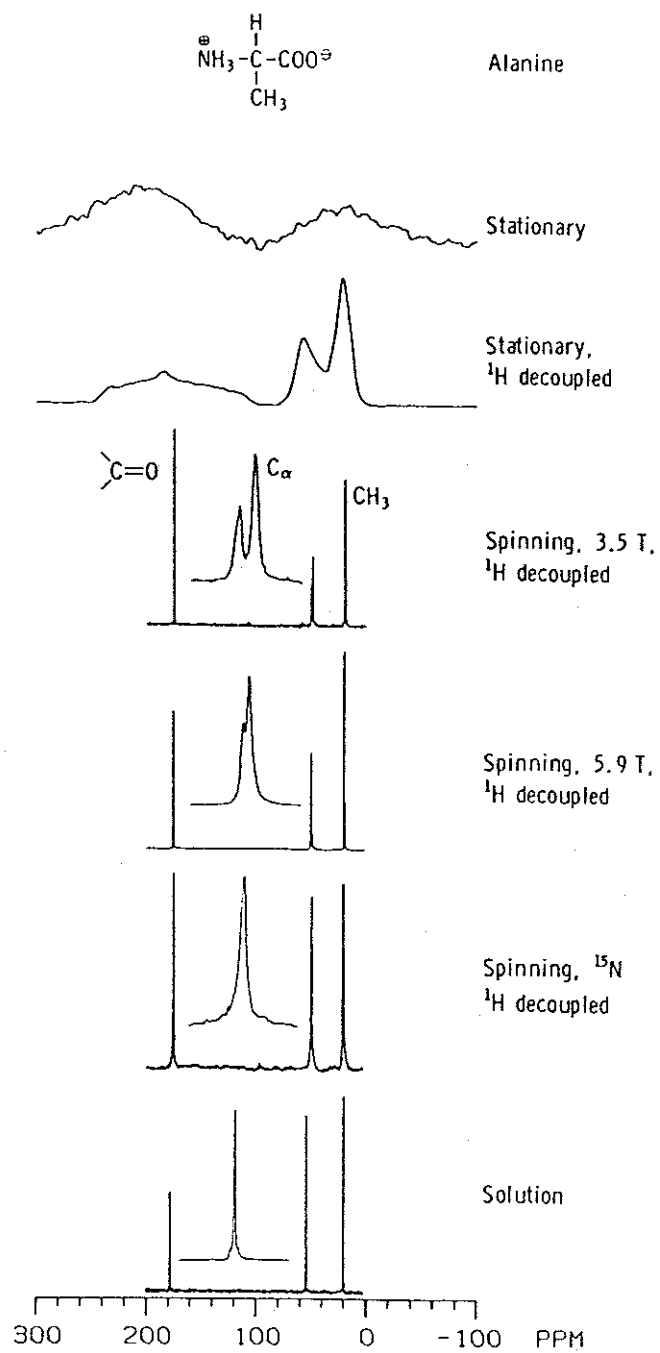 H
⊕
NH₃-C-COO⊖ Alanine
CH₃
Stationary
Stationary,
¹H decoupled
C=O
Cα
CH₃
Spinning, 3.5 T,
¹H decoupled
Spinning, 5.9 T,
¹H decoupled
Spinning, ¹⁵N
¹H decoupled
Solution
300 200 100 0 -100 PPM